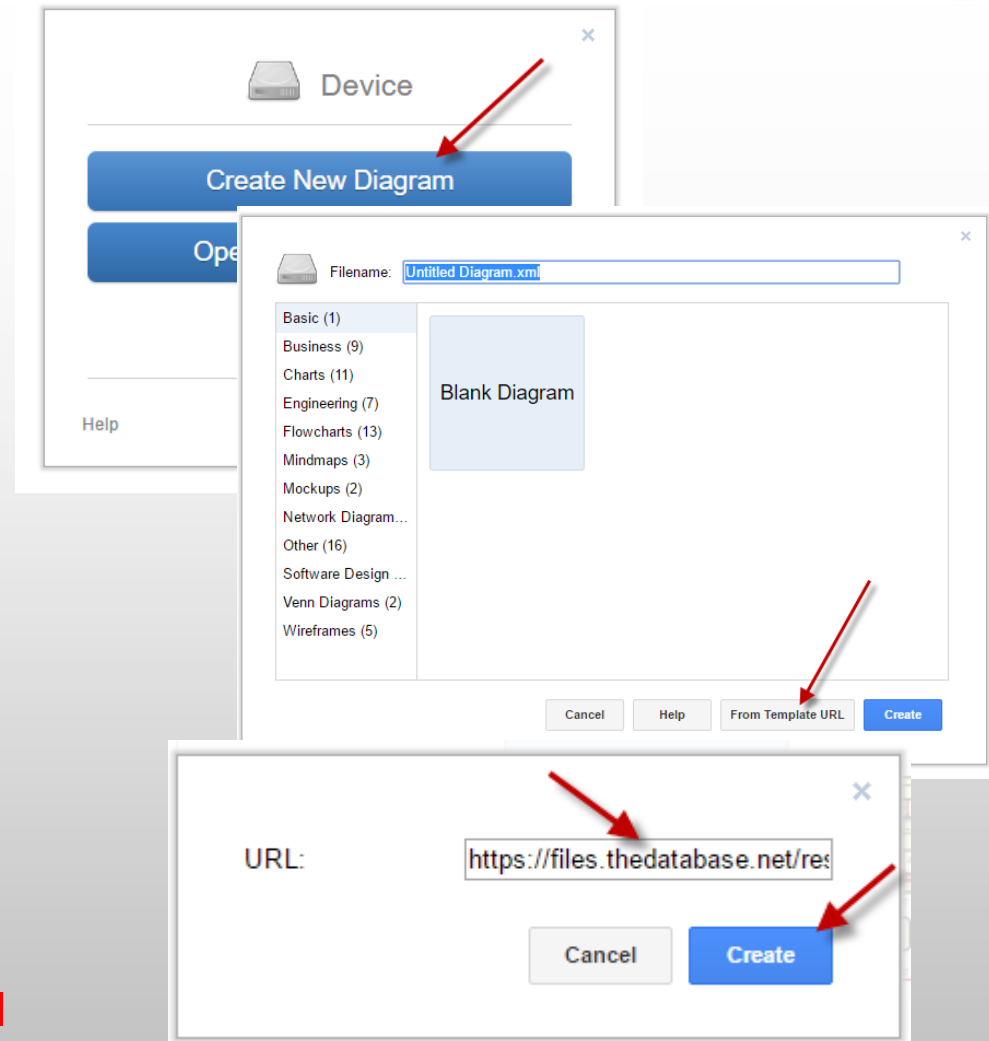 Device
Create New Diagram
Ope
Help
Filename: Untitled Diagram.xml
Basic (1)
Business (9)
Charts (11)
Engineering (7)
Flowcharts (13)
Mindmaps (3)
Mockups (2)
Network Diagram...
Other (16)
Software Design ...
Venn Diagrams (2)
Wireframes (5)
Blank Diagram
Cancel Help From Template URL Create
URL: https://files.thedatabase.net/res
Cancel Create